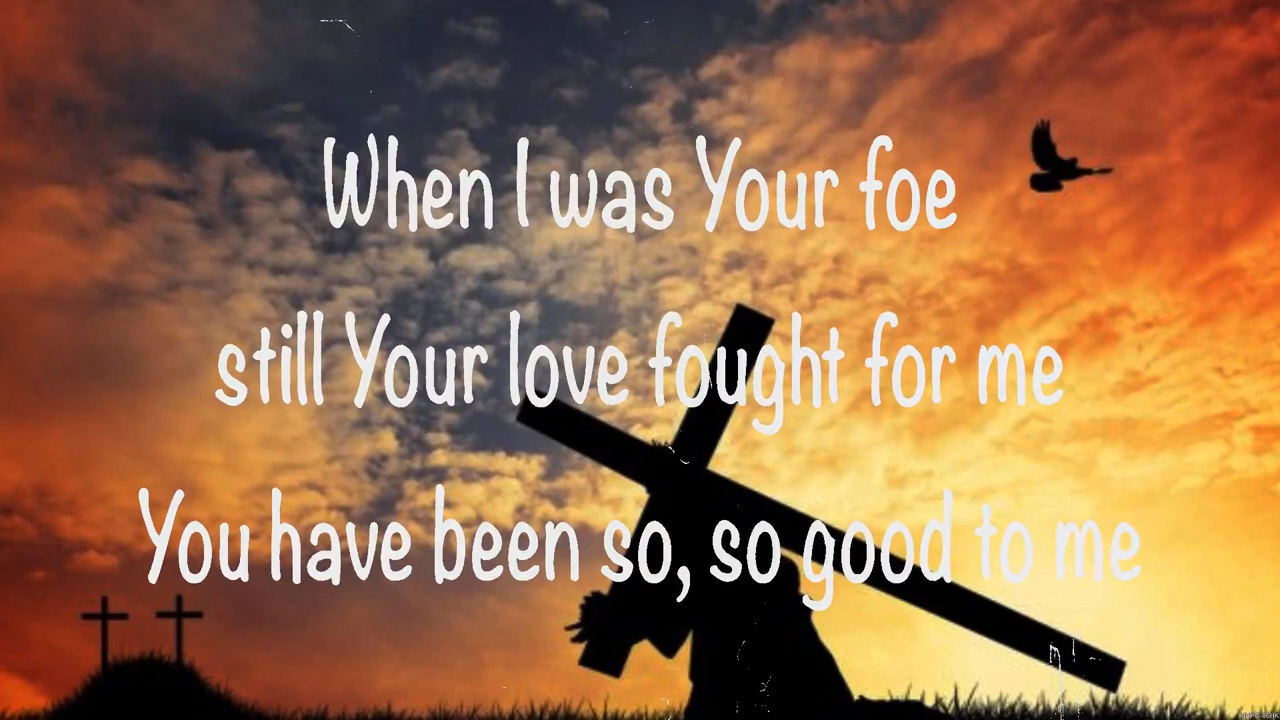 When I was Your foe
still Your love fought for me
You have been so, so good to me